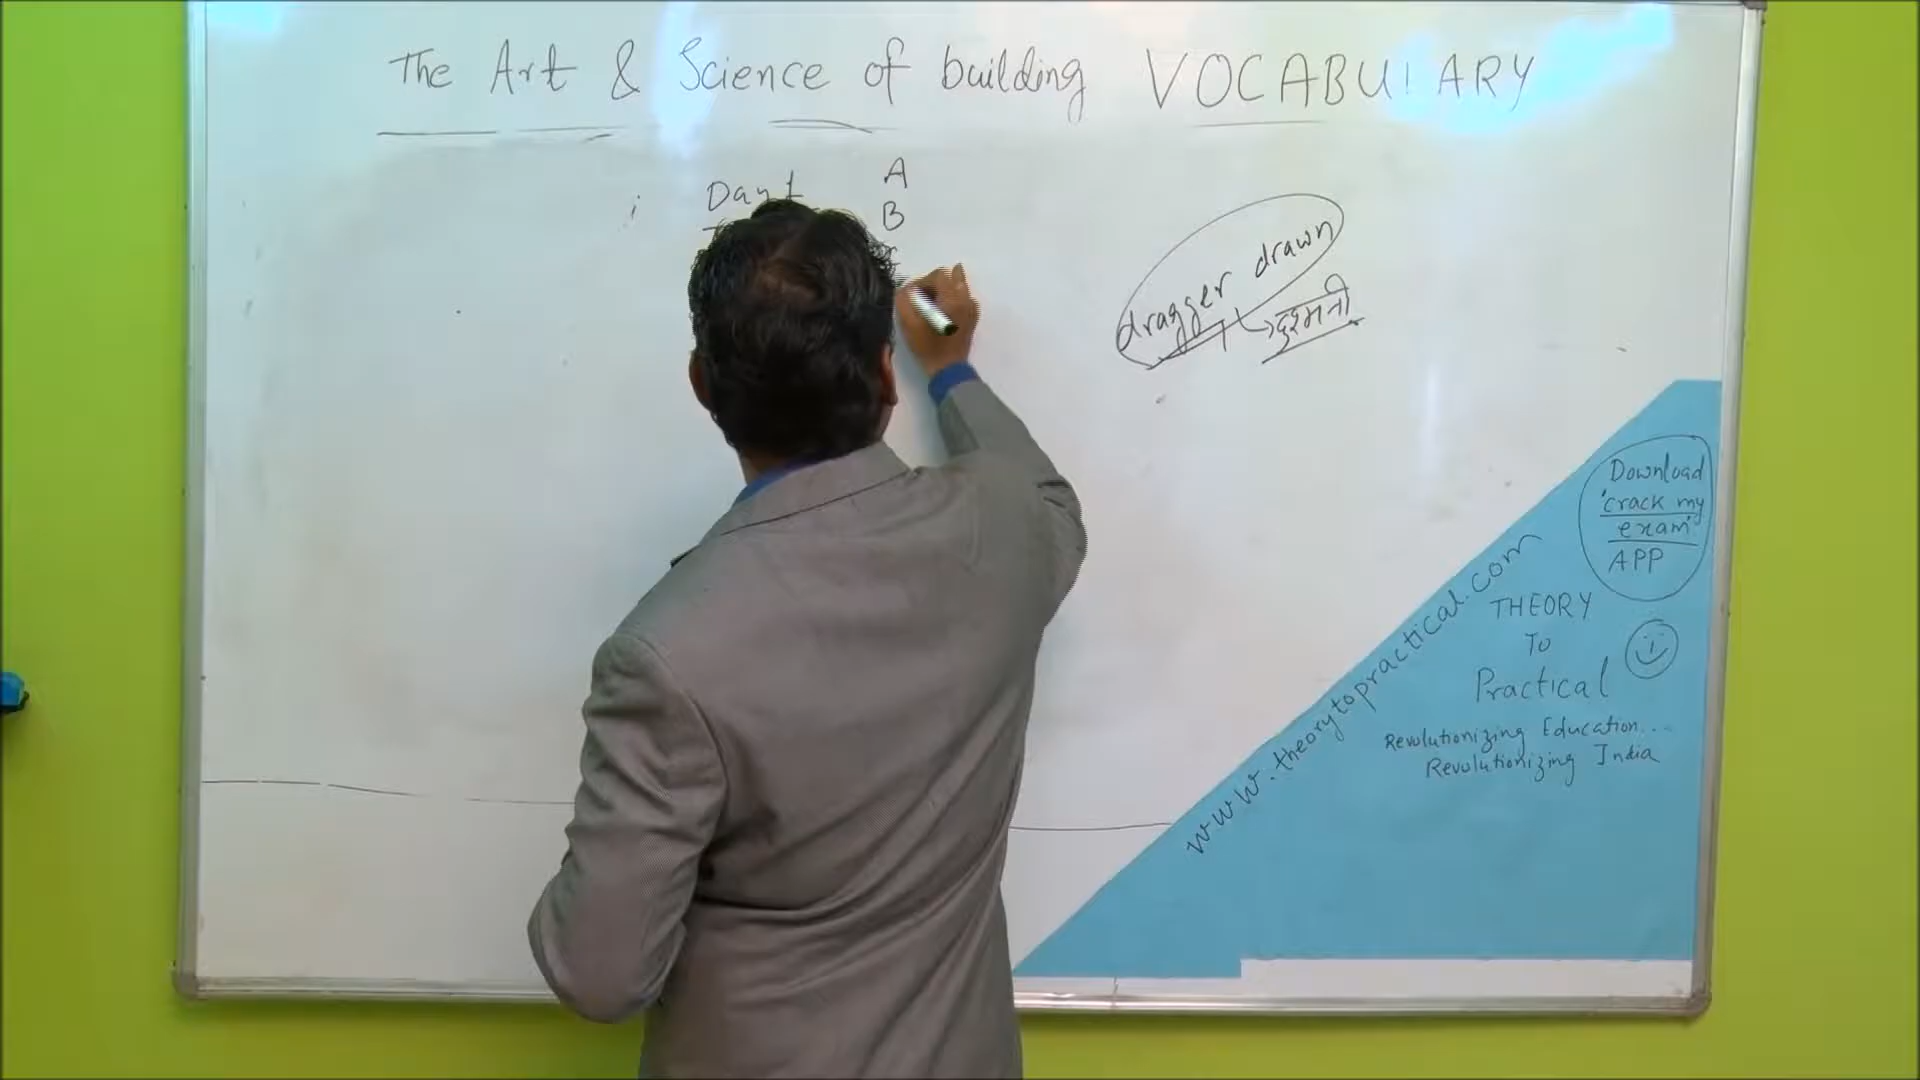 The Art & Science of building VOCABULARY
Day 1 A
B
dragger drawn
दुश्मनी
Download
'crack my
exam'
APP
www.theorytopractical.com
THEORY
To
Practical
Revolutionizing Education...
Revolutionizing India